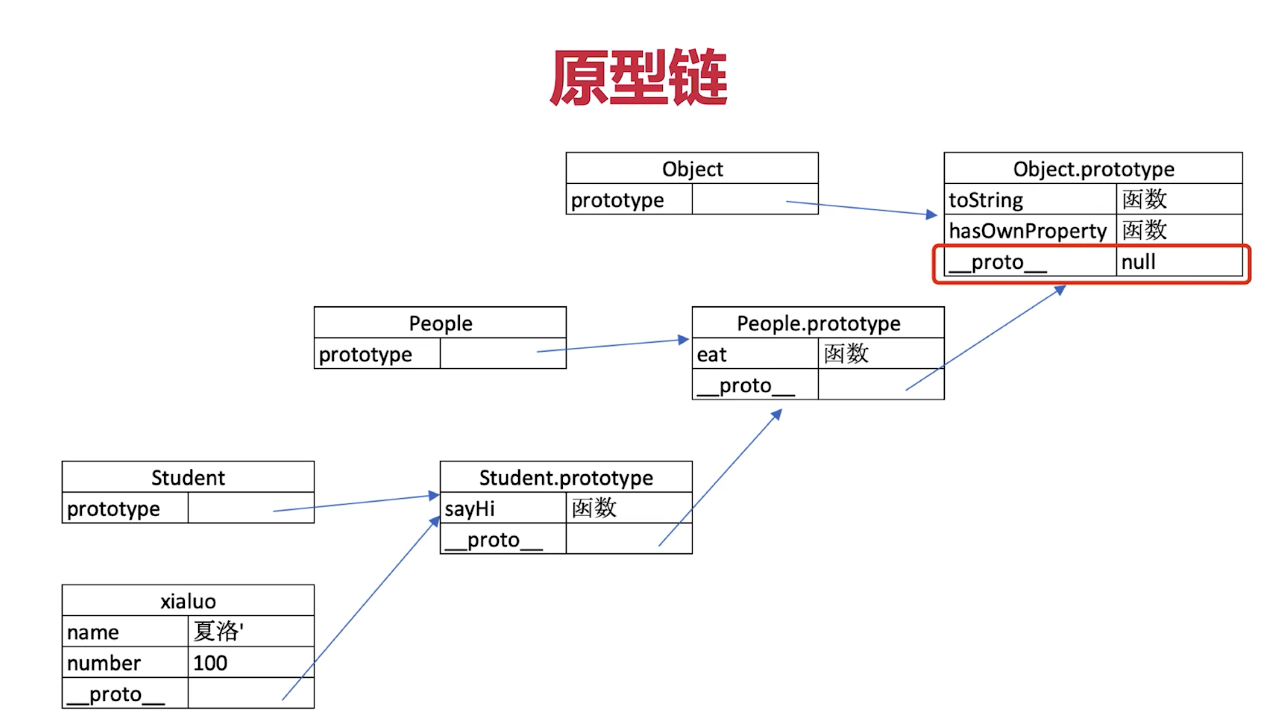 原型链
Object
prototype
Object.prototype
toString 函数
hasOwnProperty 函数
__proto__ null
People
prototype
People.prototype
eat 函数
__proto__
Student
prototype
Student.prototype
sayHi 函数
__proto__
xialuo
name 夏洛'
number 100
__proto__